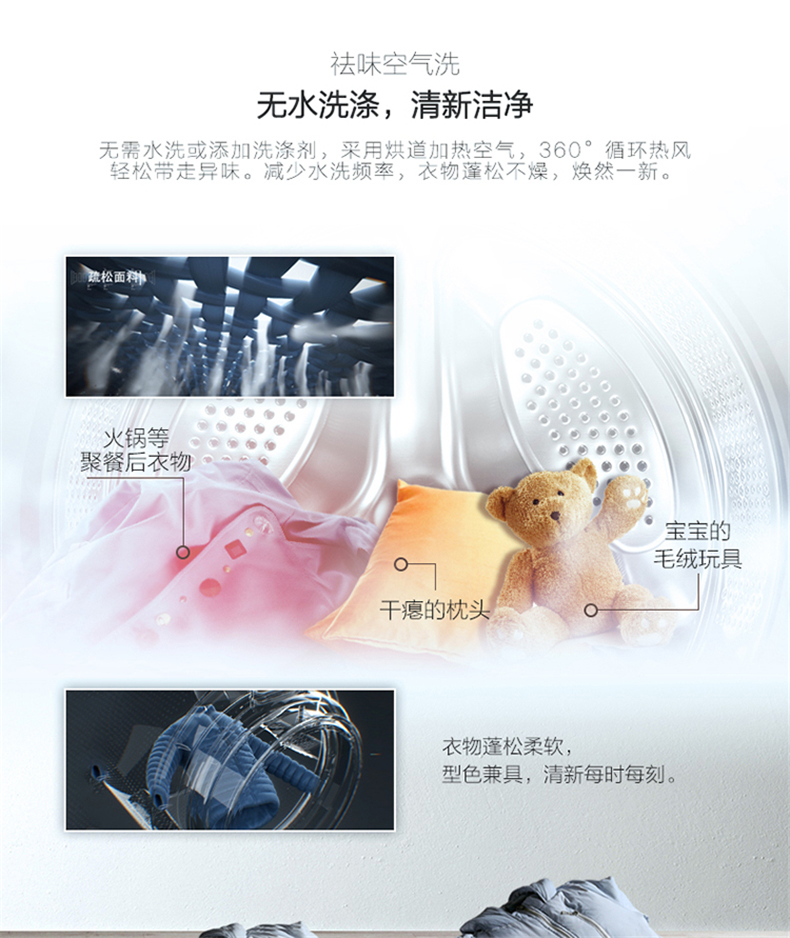 祛味空气洗
无水洗涤，清新洁净
无需水洗或添加洗涤剂，采用烘道加热空气，360°循环热风
轻松带走异味。减少水洗频率，衣物蓬松不燥，焕然一新。
疏松面料
火锅等
聚餐后衣物
宝宝的
毛绒玩具
干瘪的枕头
衣物蓬松柔软，
型色兼具，清新每时每刻。